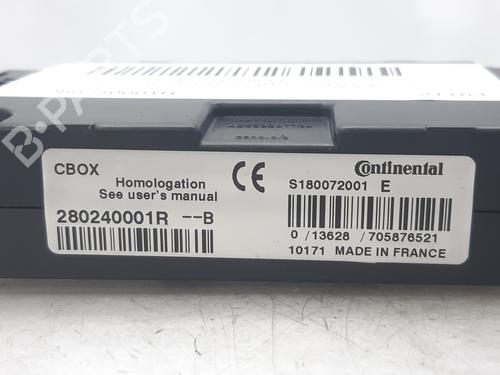 CBOX
Homologation
See user's manual
280240001R --B
CE
Continental
S180072001 E
0 /13628 /705876521
10171 MADE IN FRANCE
B-PARTS